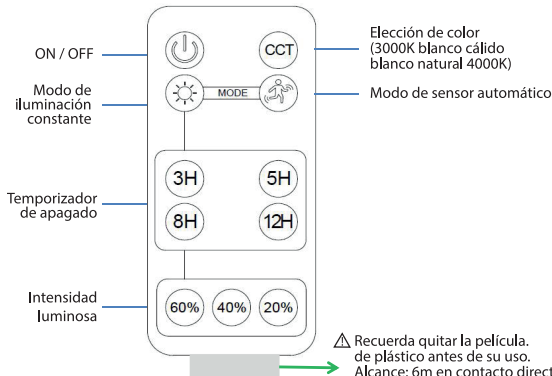 ON / OFF
CCT
Elección de color
(3000K blanco cálido
blanco natural 4000K)
Modo de
iluminación
constante
MODE
Modo de sensor automático
Temporizador
de apagado
3H
5H
8H
12H
Intensidad
luminosa
60%
40%
20%
Recuerda quitar la película.
de plástico antes de su uso.
Alcance: 6m en contacto direct